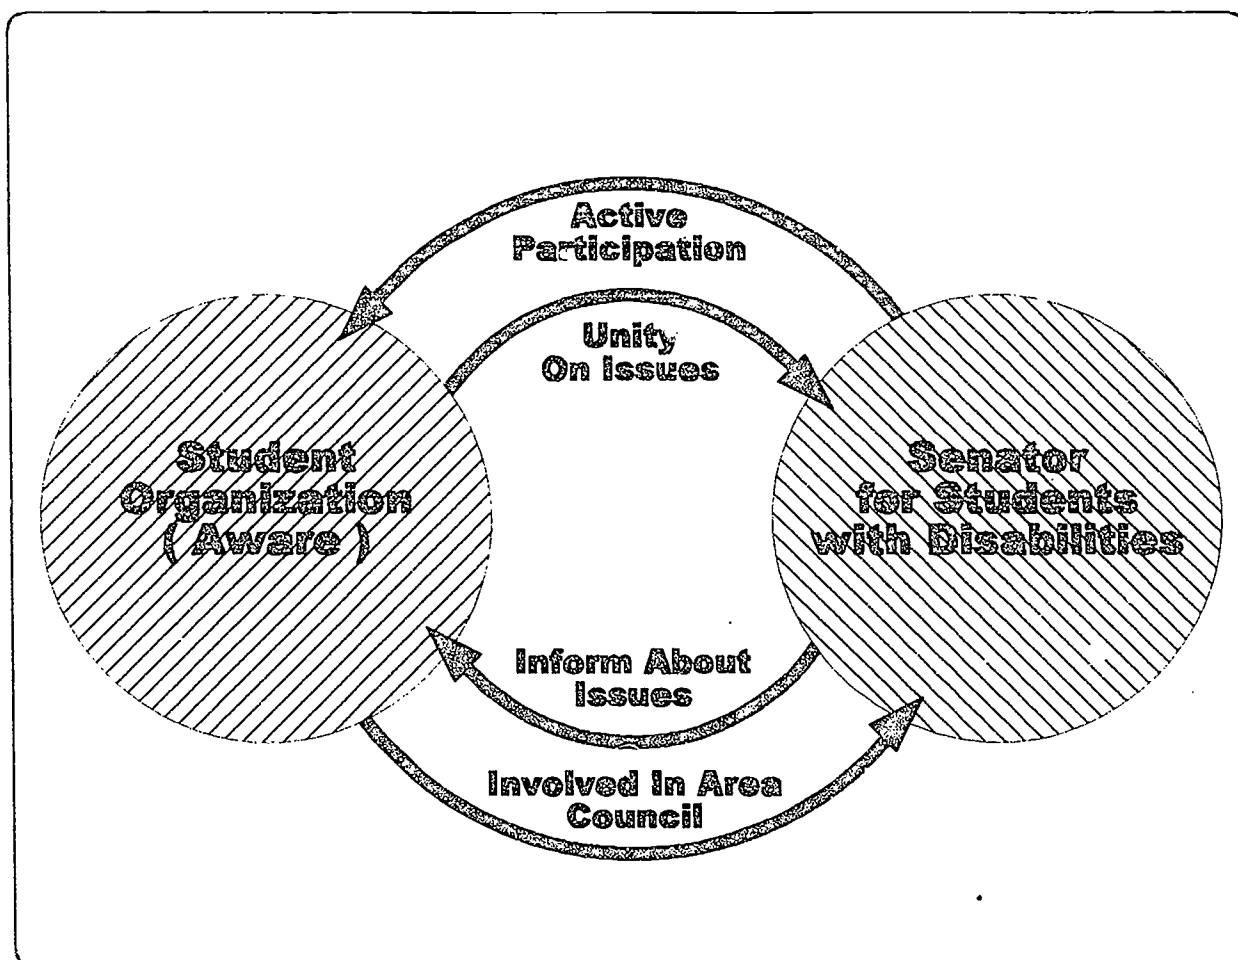 Active
Participation
Unity
On Issues
Student
Organization
( Aware )
Senator
for Students
with Disabilities
Inform About
Issues
Involved In Area
Council